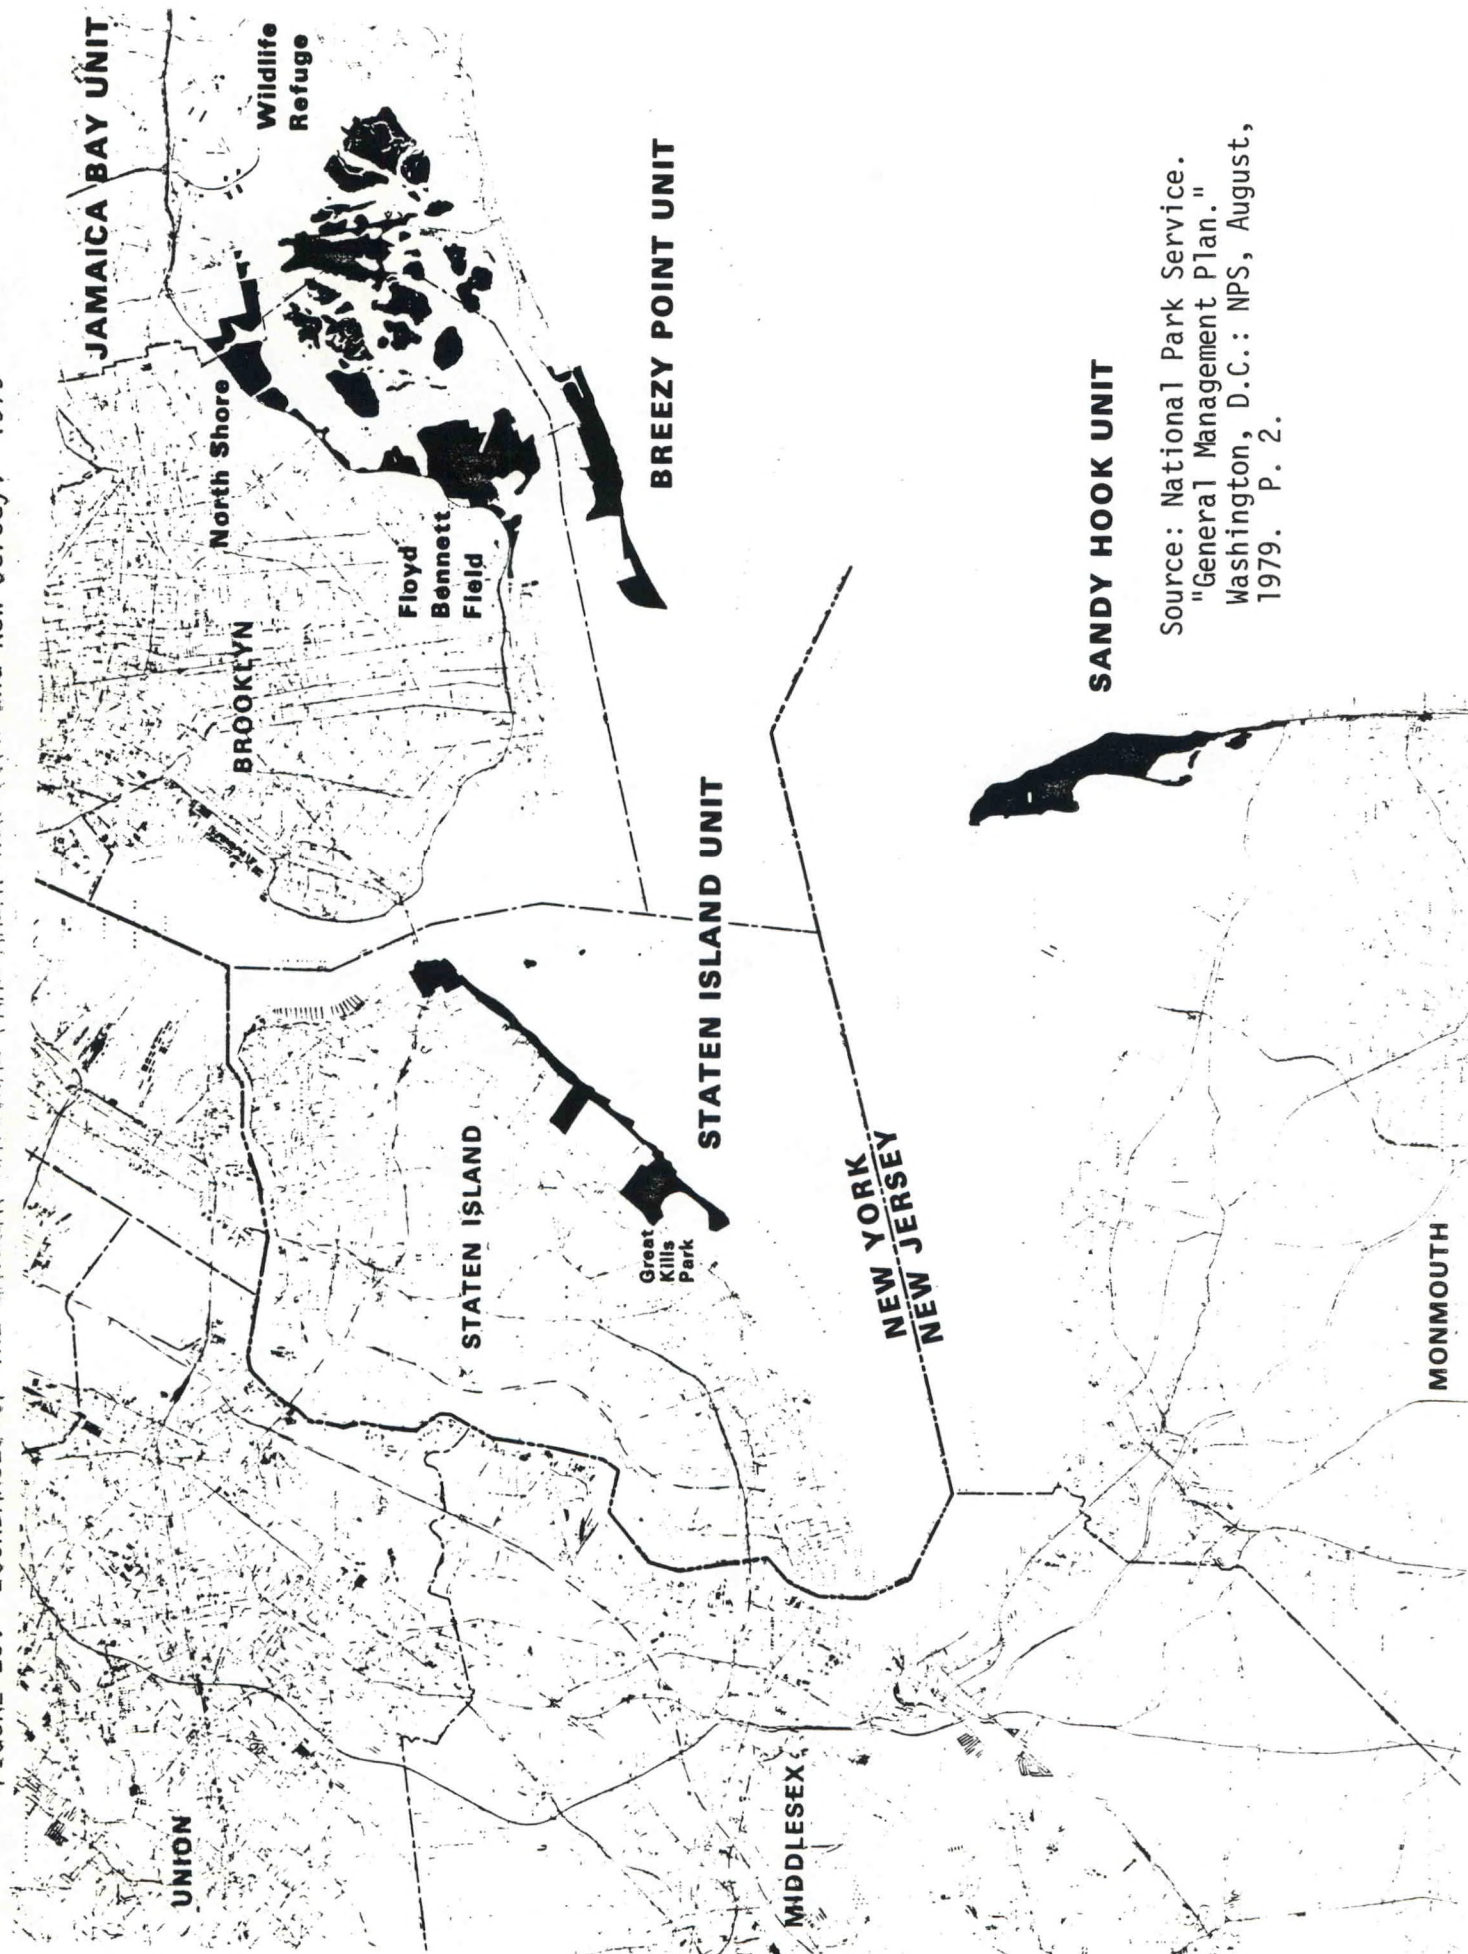 JAMAICA BAY UNIT
Wildlife
Refuge
North Shore
BROOKLYN
Floyd
Bennett
Field
BREEZY POINT UNIT
STATEN ISLAND UNIT
STATEN ISLAND
Great
Kills
Park
NEW YORK
NEW JERSEY
SANDY HOOK UNIT
Source: National Park Service.
"General Management Plan."
Washington, D.C.: NPS, August,
1979. P. 2.
UNION
MIDDLESEX
MONMOUTH